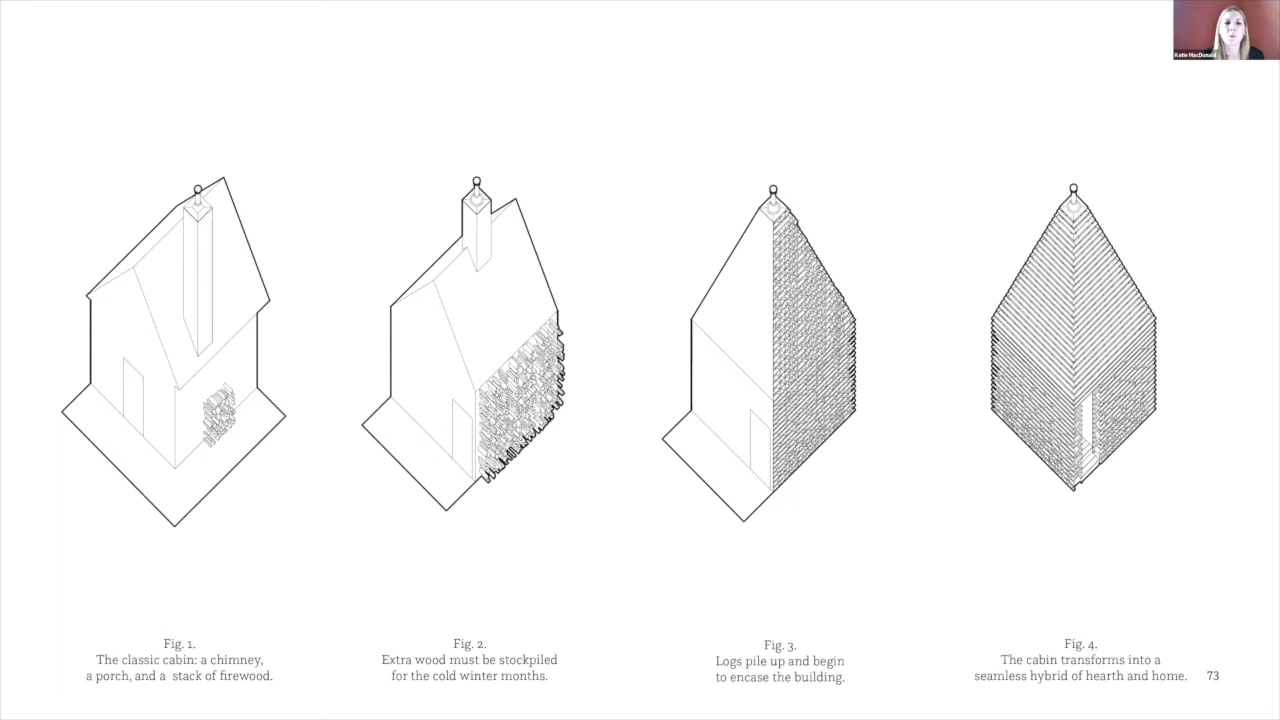 Katie MacDonald
Fig. 1.
The classic cabin: a chimney,
a porch, and a stack of firewood.
Fig. 2.
Extra wood must be stockpiled
for the cold winter months.
Fig. 3.
Logs pile up and begin
to encase the building.
Fig. 4.
The cabin transforms into a
seamless hybrid of hearth and home.
73